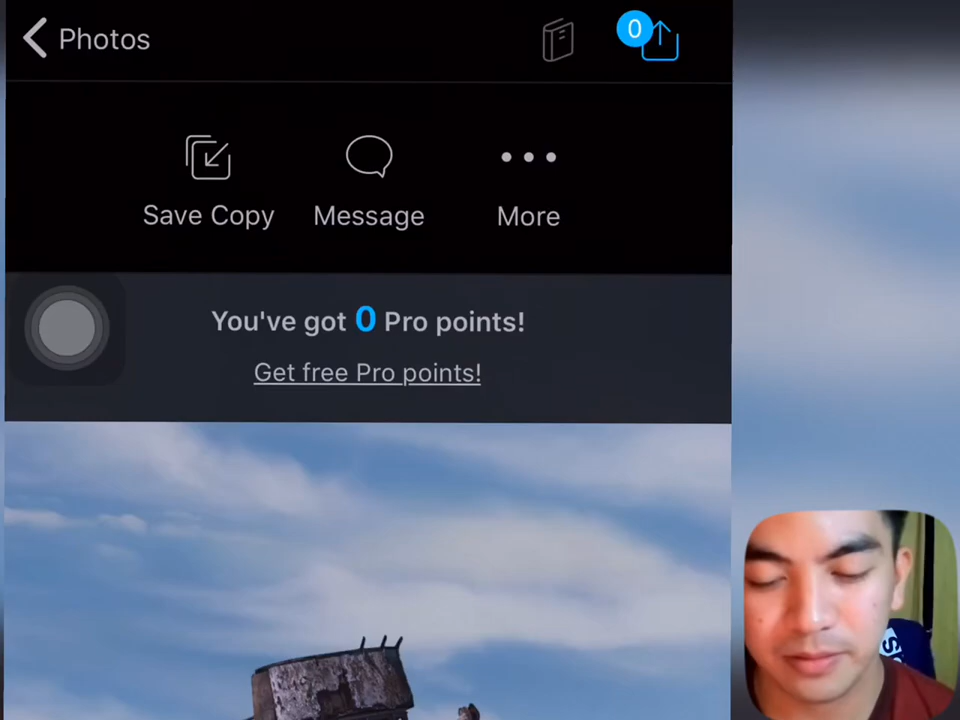 Photos
0
Save Copy
Message
More
You've got 0 Pro points!
Get free Pro points!